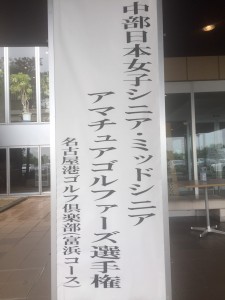 中部日本女子シニア・ミッドシニア
アマチュアゴルファーズ選手権
名古屋港ゴルフ倶楽部(富浜コース)